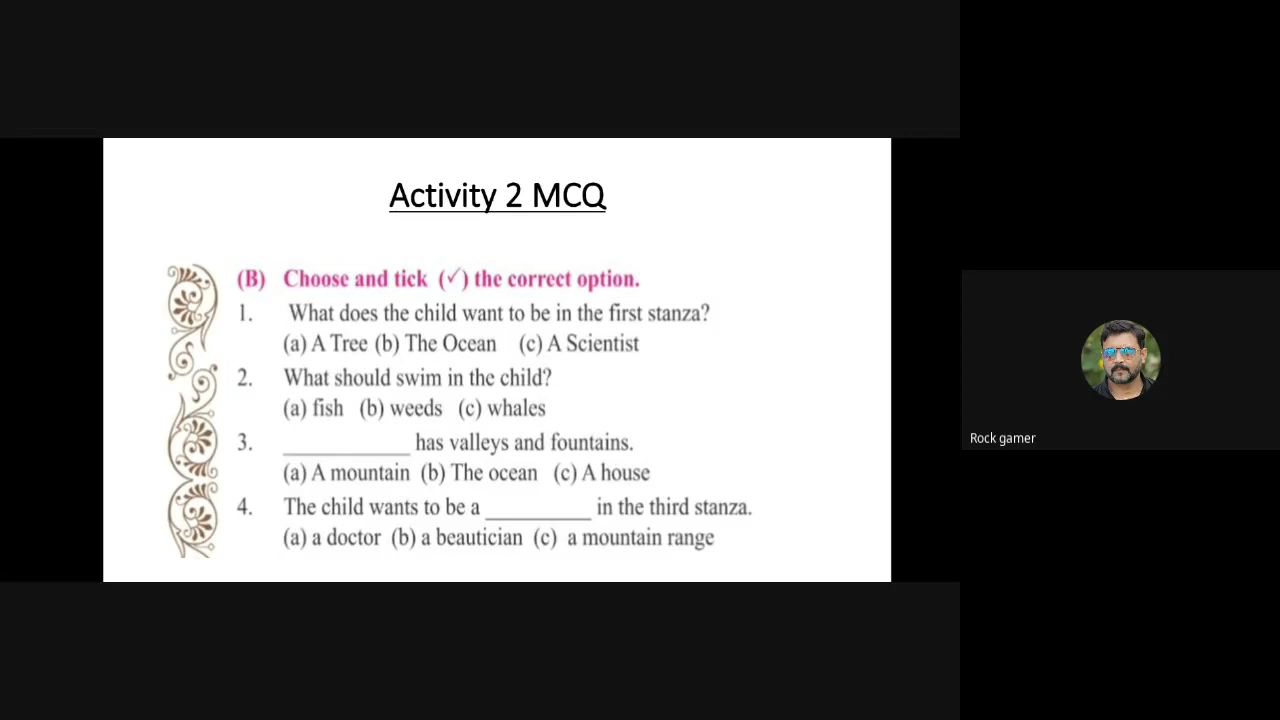 Activity 2 MCQ
(B) Choose and tick (✓) the correct option.
1. What does the child want to be in the first stanza?
(a) A Tree (b) The Ocean (c) A Scientist
2. What should swim in the child?
(a) fish (b) weeds (c) whales
3. ____________ has valleys and fountains.
(a) A mountain (b) The ocean (c) A house
4. The child wants to be a __________ in the third stanza.
(a) a doctor (b) a beautician (c) a mountain range
Rock gamer